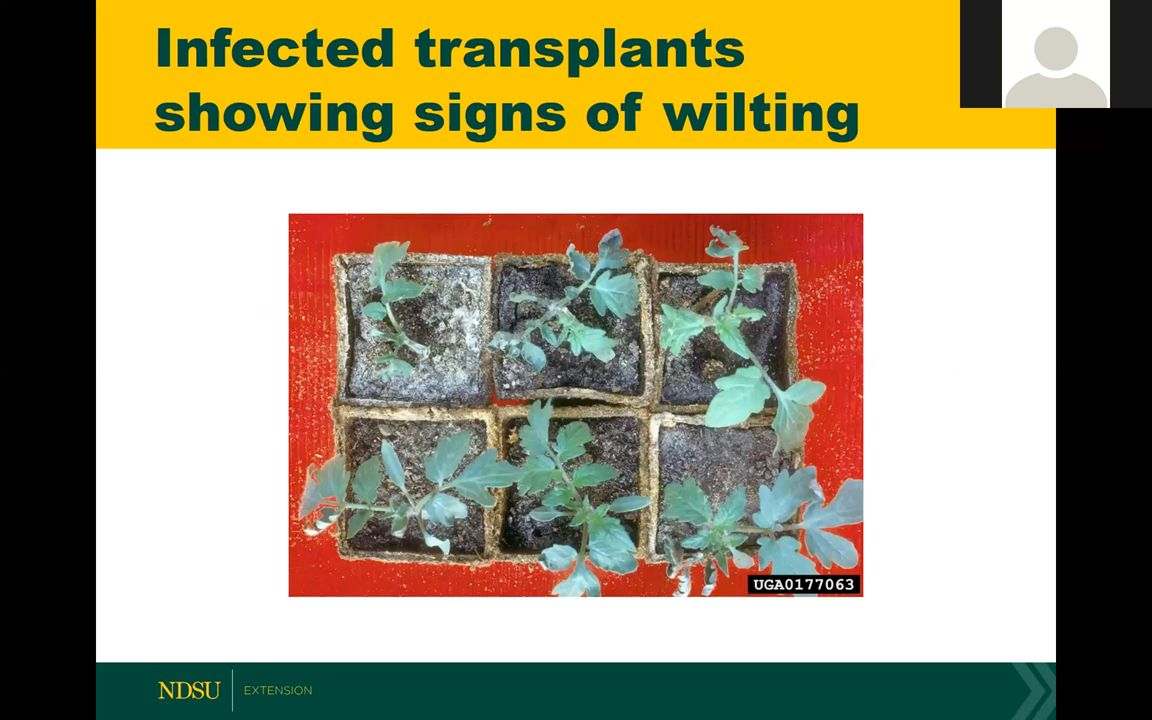 Infected transplants
showing signs of wilting
UGA0177063
NDSU EXTENSION